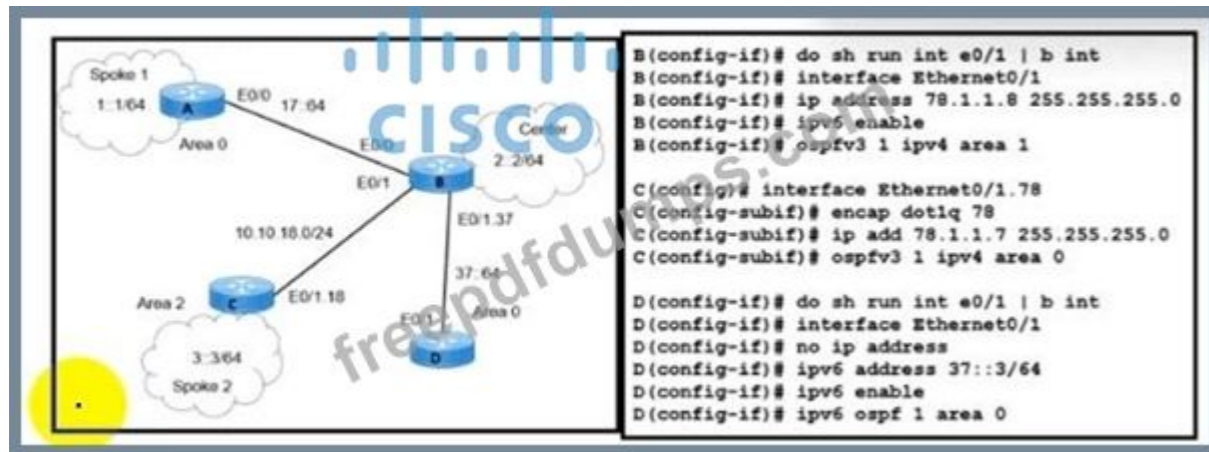 CISCO
freepdfdumps.com
Spoke 1
1::1/64
A
E0/0
17::64
Area 0
E0/0
Center
2::2/64
B
E0/1
E0/1.37
10.10.18.0/24
37::64
Area 2
C
E0/1.18
E0/1
Area 0
D
3::3/64
Spoke 2
B(config-if)# do sh run int e0/1 | b int
B(config-if)# interface Ethernet0/1
B(config-if)# ip address 78.1.1.8 255.255.255.0
B(config-if)# ipv6 enable
B(config-if)# ospfv3 1 ipv4 area 1
C(config)# interface Ethernet0/1.78
C(config-subif)# encap dot1q 78
C(config-subif)# ip add 78.1.1.7 255.255.255.0
C(config-subif)# ospfv3 1 ipv4 area 0
D(config-if)# do sh run int e0/1 | b int
D(config-if)# interface Ethernet0/1
D(config-if)# no ip address
D(config-if)# ipv6 address 37::3/64
D(config-if)# ipv6 enable
D(config-if)# ipv6 ospf 1 area 0